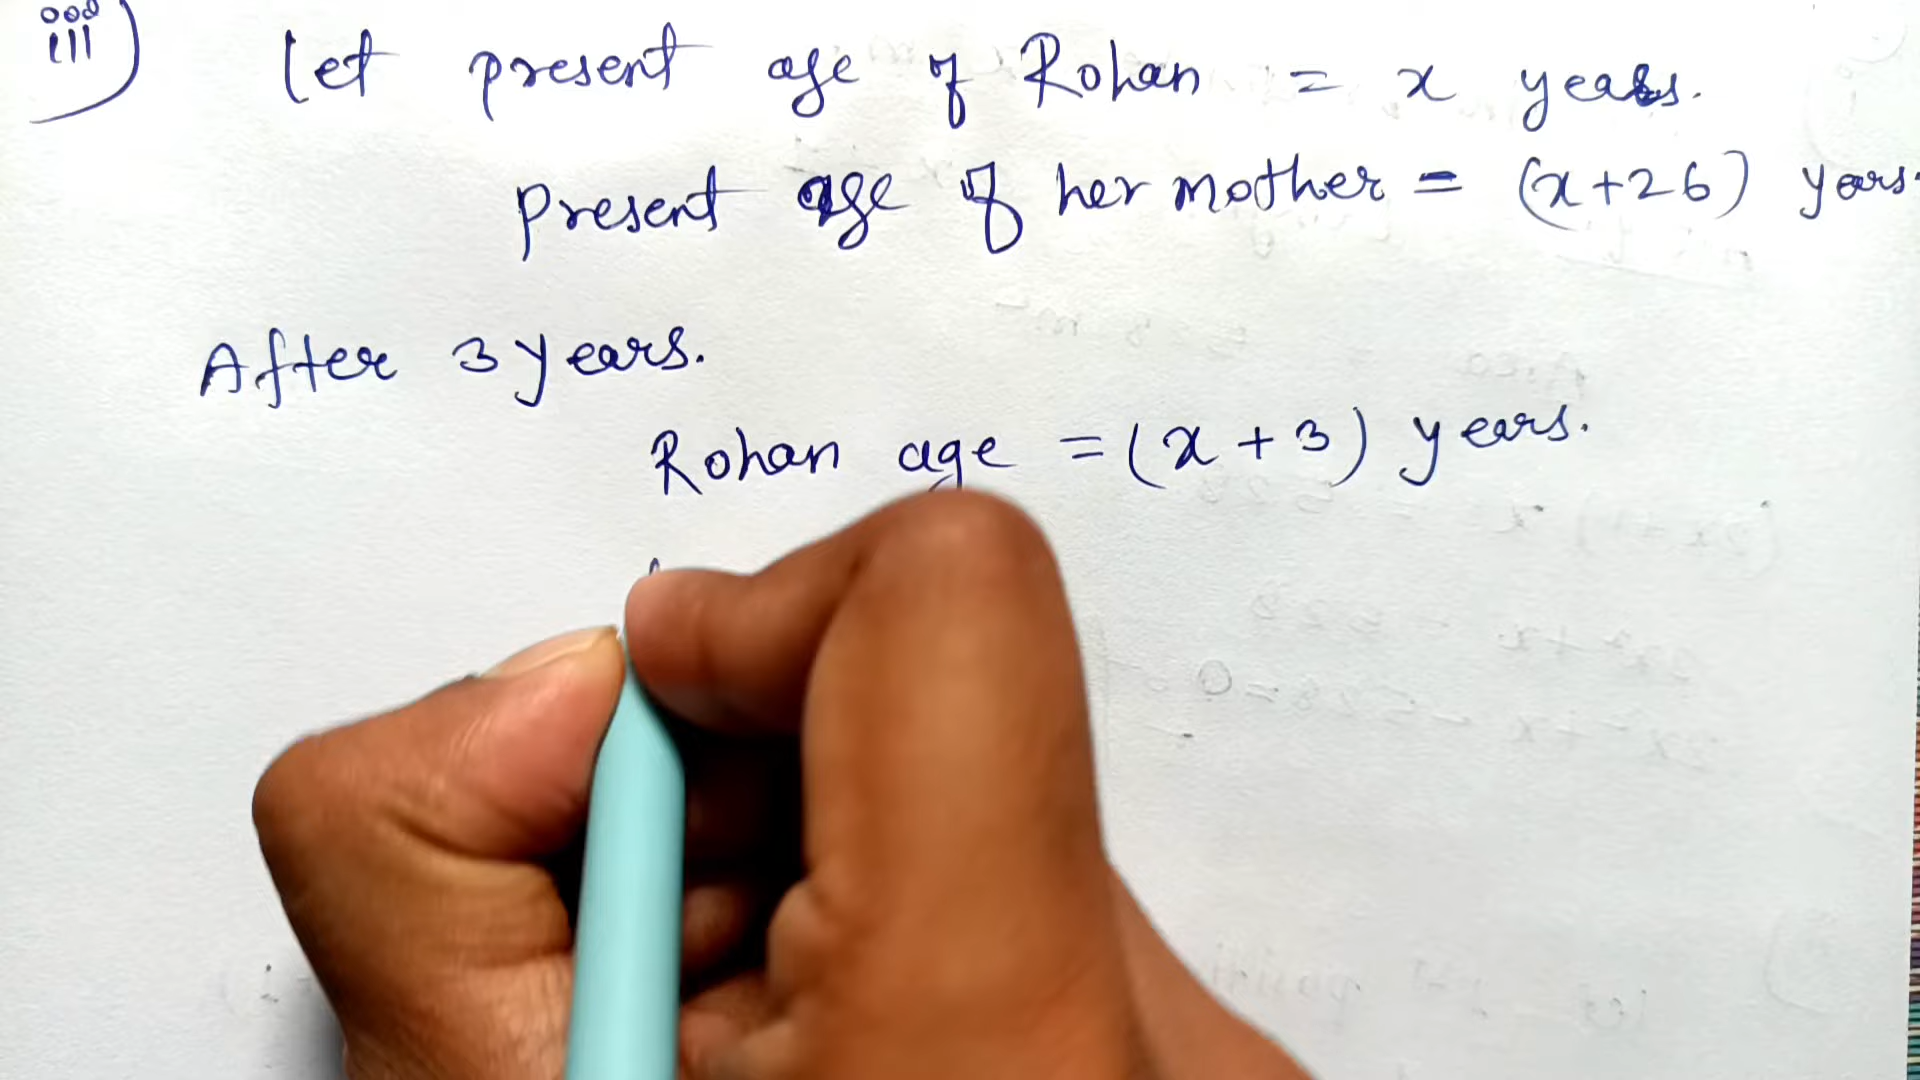 iii)
Let present age of Rohan = x years.
present age of her mother = (x+26) years.
After 3 years.
Rohan age = (x + 3) years.